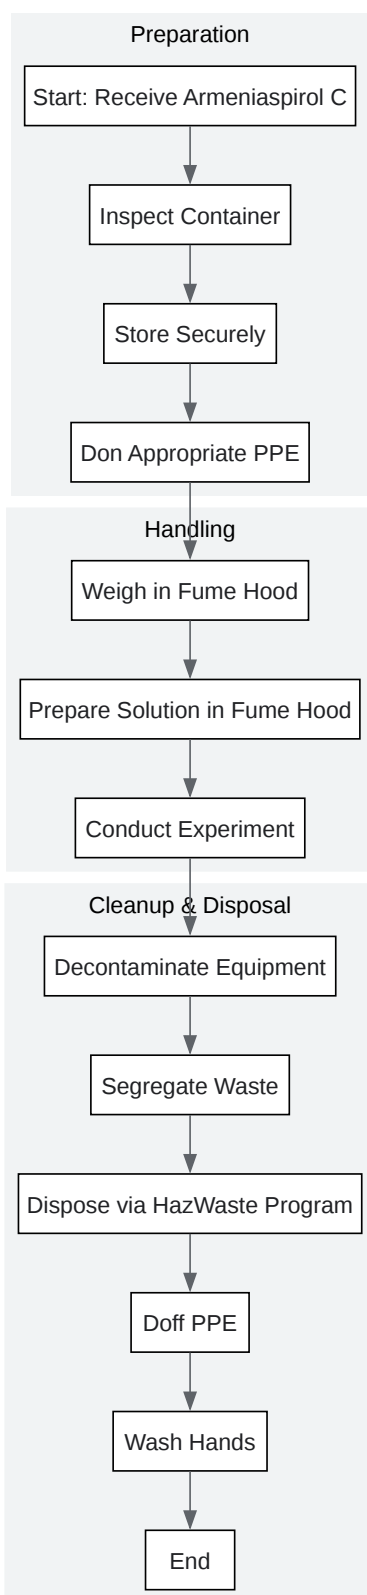 Preparation
Start: Receive Armeniaspirol C
Inspect Container
Store Securely
Don Appropriate PPE
Handling
Weigh in Fume Hood
Prepare Solution in Fume Hood
Conduct Experiment
Cleanup & Disposal
Decontaminate Equipment
Segregate Waste
Dispose via HazWaste Program
Doff PPE
Wash Hands
End